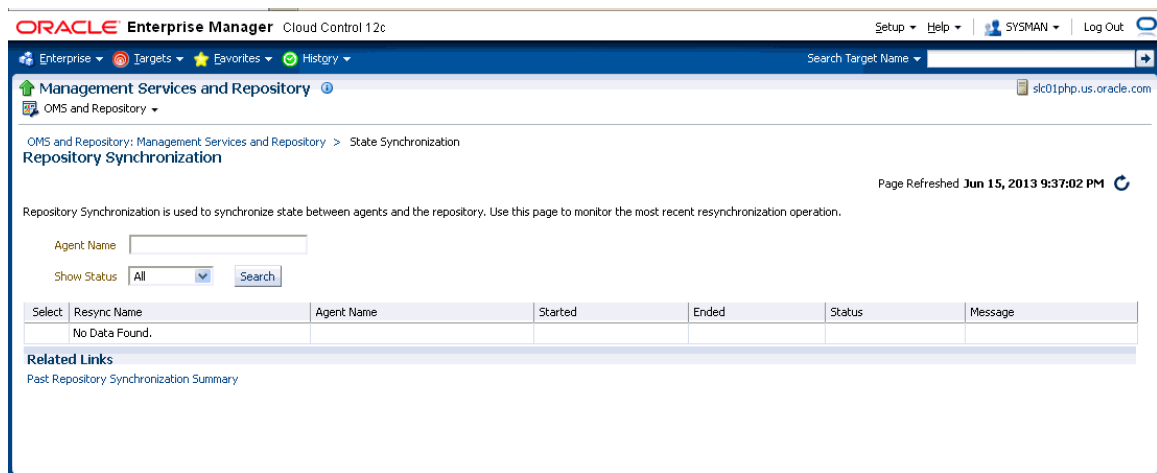 ORACLE Enterprise Manager Cloud Control 12c
Setup Help SYSMAN Log Out
Enterprise Targets Favorites History Search Target Name
Management Services and Repository
slc01php.us.oracle.com
OMS and Repository
OMS and Repository: Management Services and Repository > State Synchronization
Repository Synchronization
Page Refreshed Jun 15, 2013 9:37:02 PM
Repository Synchronization is used to synchronize state between agents and the repository. Use this page to monitor the most recent resynchronization operation.
Agent Name
Show Status All Search
Select Resync Name Agent Name Started Ended Status Message
No Data Found.
Related Links
Past Repository Synchronization Summary